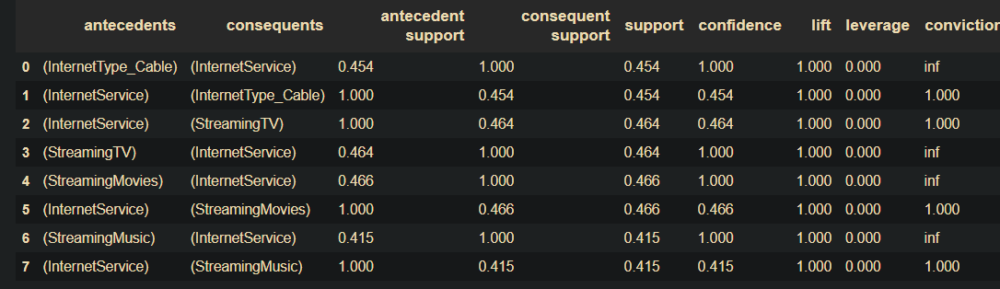 antecedents consequents antecedent support consequent support support confidence lift leverage conviction
0 (InternetType_Cable) (InternetService) 0.454 1.000 0.454 1.000 1.000 0.000 inf
1 (InternetService) (InternetType_Cable) 1.000 0.454 0.454 0.454 1.000 0.000 1.000
2 (InternetService) (StreamingTV) 1.000 0.464 0.464 0.464 1.000 0.000 1.000
3 (StreamingTV) (InternetService) 0.464 1.000 0.464 1.000 1.000 0.000 inf
4 (StreamingMovies) (InternetService) 0.466 1.000 0.466 1.000 1.000 0.000 inf
5 (InternetService) (StreamingMovies) 1.000 0.466 0.466 0.466 1.000 0.000 1.000
6 (StreamingMusic) (InternetService) 0.415 1.000 0.415 1.000 1.000 0.000 inf
7 (InternetService) (StreamingMusic) 1.000 0.415 0.415 0.415 1.000 0.000 1.000